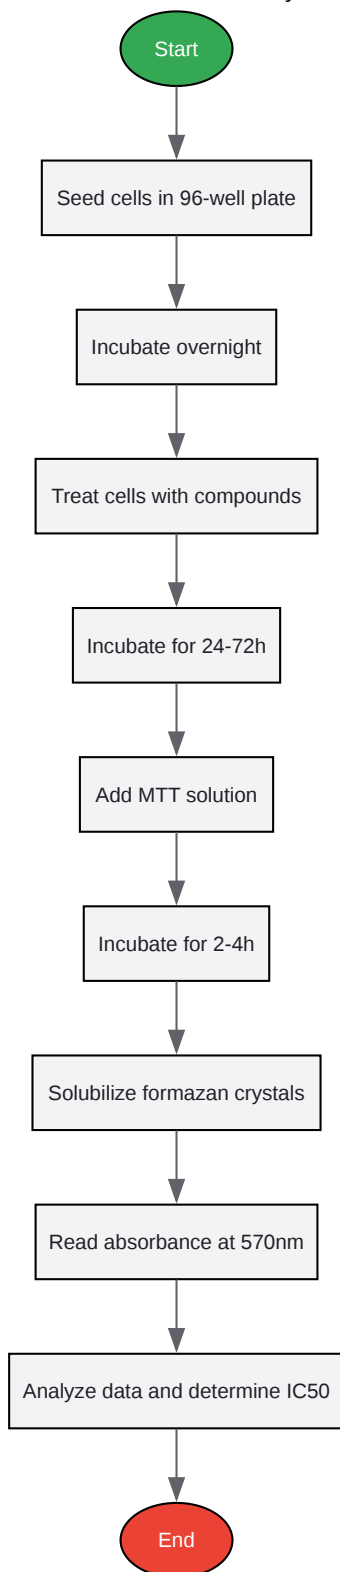 Start
Seed cells in 96-well plate
Incubate overnight
Treat cells with compounds
Incubate for 24-72h
Add MTT solution
Incubate for 2-4h
Solubilize formazan crystals
Read absorbance at 570nm
Analyze data and determine IC50
End